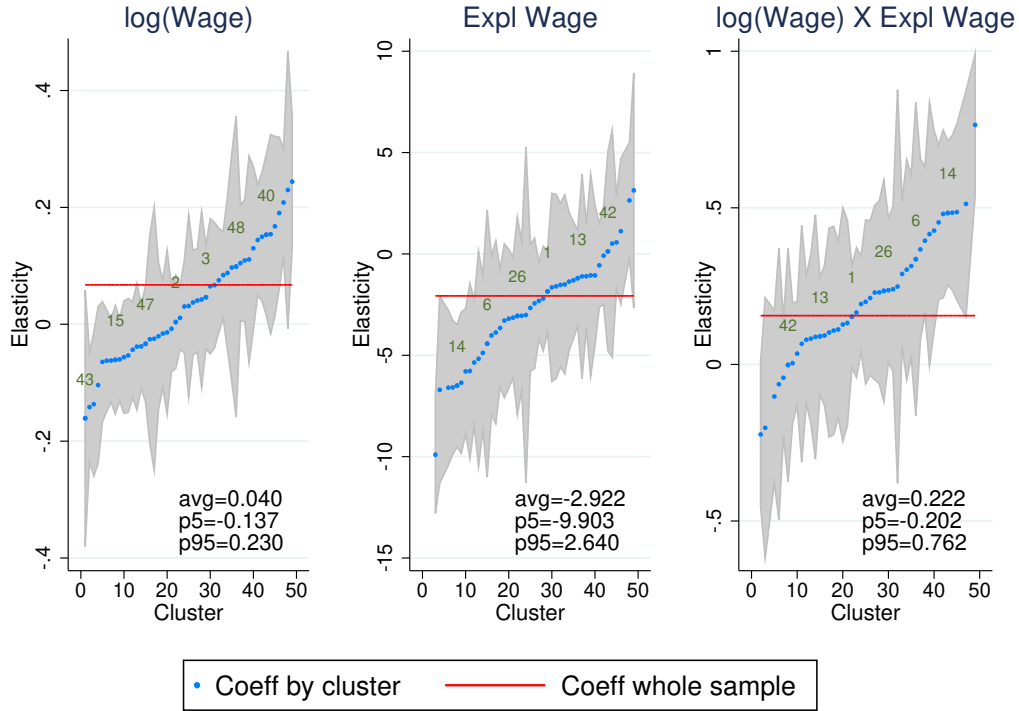 log(Wage)
Expl Wage
log(Wage) X Expl Wage
Elasticity
.4
.2
0
-.2
-.4
43
15
47
2
3
48
40
avg=0.040
p5=-0.137
p95=0.230
0 10 20 30 40 50
Cluster
Elasticity
10
5
0
-5
-10
-15
14
6
26
1
13
42
avg=-2.922
p5=-9.903
p95=2.640
0 10 20 30 40 50
Cluster
Elasticity
1
.5
0
-.5
42
13
1
26
6
14
avg=0.222
p5=-0.202
p95=0.762
0 10 20 30 40 50
Cluster
Coeff by cluster
Coeff whole sample